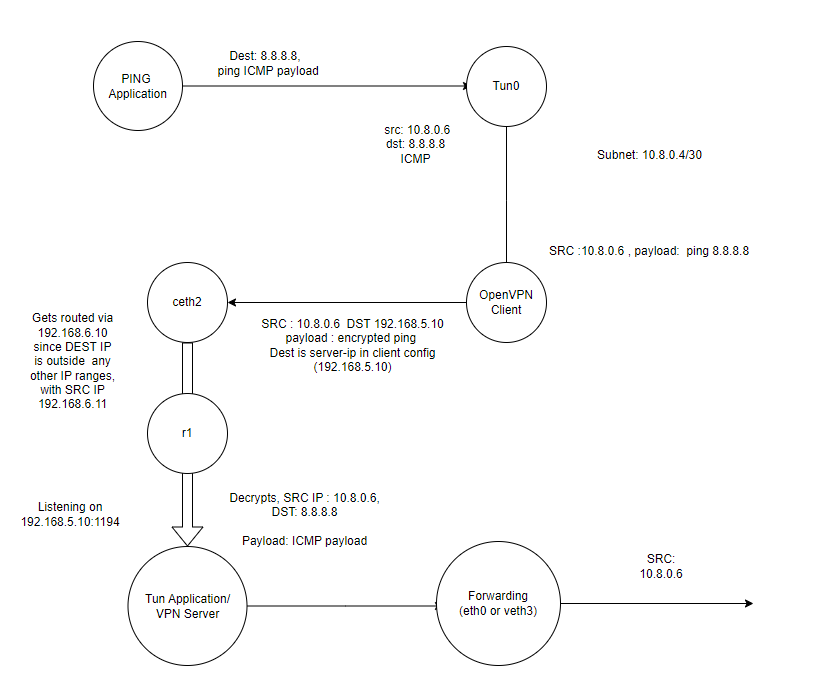 PING
Application
Dest: 8.8.8.8,
ping ICMP payload
Tun0
src: 10.8.0.6
dst: 8.8.8.8
ICMP
Subnet: 10.8.0.4/30
SRC :10.8.0.6 , payload:  ping 8.8.8.8
OpenVPN
Client
ceth2
SRC : 10.8.0.6  DST 192.168.5.10
payload : encrypted ping
Dest is server-ip in client config
(192.168.5.10)
Gets routed via
192.168.6.10
since DEST IP
is outside  any
other IP ranges,
with SRC IP
192.168.6.11
r1
Listening on
192.168.5.10:1194
Decrypts, SRC IP : 10.8.0.6,
DST: 8.8.8.8
Payload: ICMP payload
Tun Application/
VPN Server
Forwarding
(eth0 or veth3)
SRC:
10.8.0.6